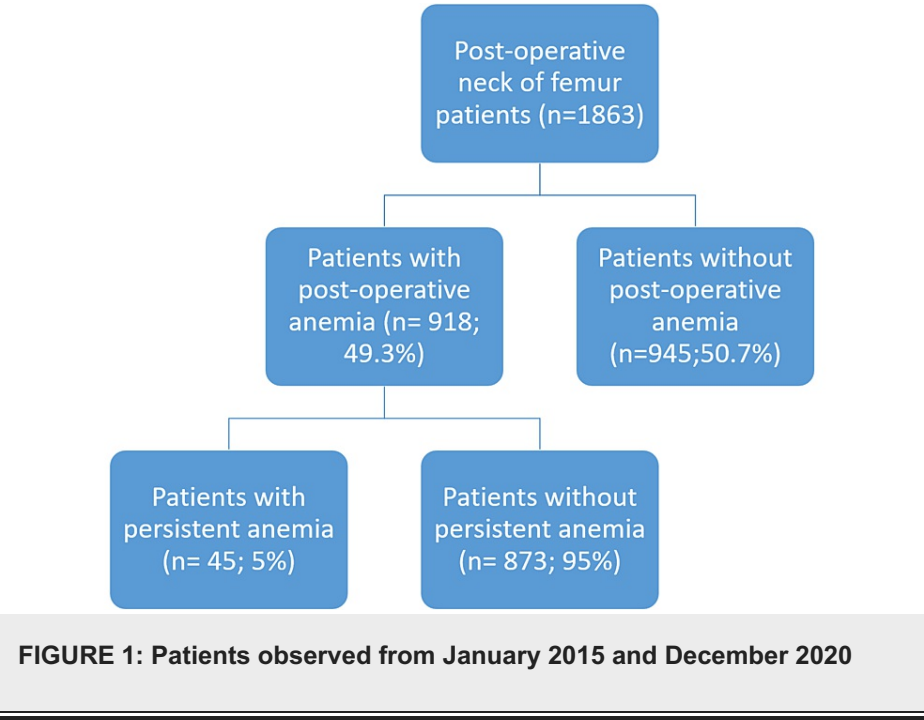 Post-operative
neck of femur
patients (n=1863)
Patients with
post-operative
anemia (n= 918;
49.3%)
Patients without
post-operative
anemia
(n=945;50.7%)
Patients with
persistent anemia
(n= 45; 5%)
Patients without
persistent anemia
(n= 873; 95%)
FIGURE 1: Patients observed from January 2015 and December 2020